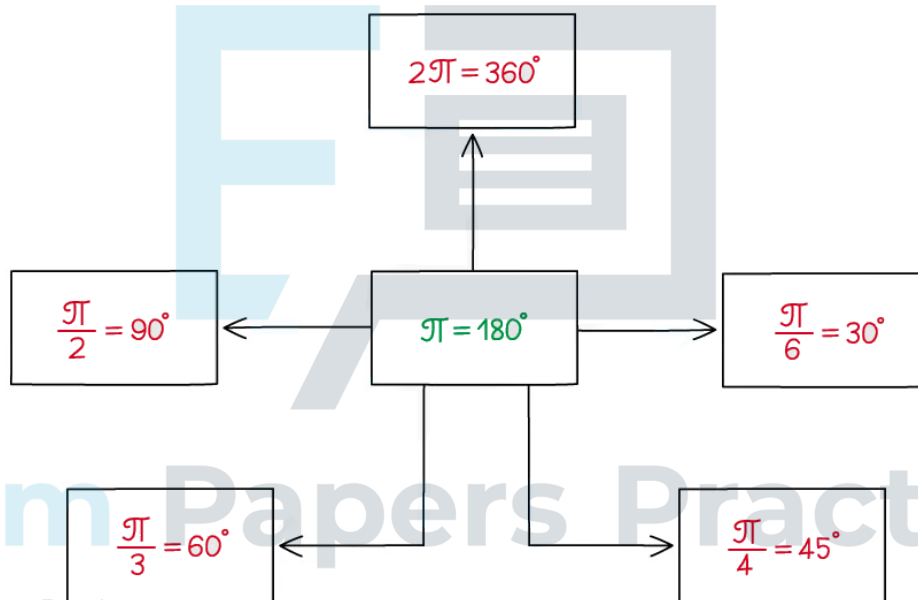 2π = 360°
π/2 = 90°
π = 180°
π/6 = 30°
m Papers Pract
π/3 = 60°
π/4 = 45°